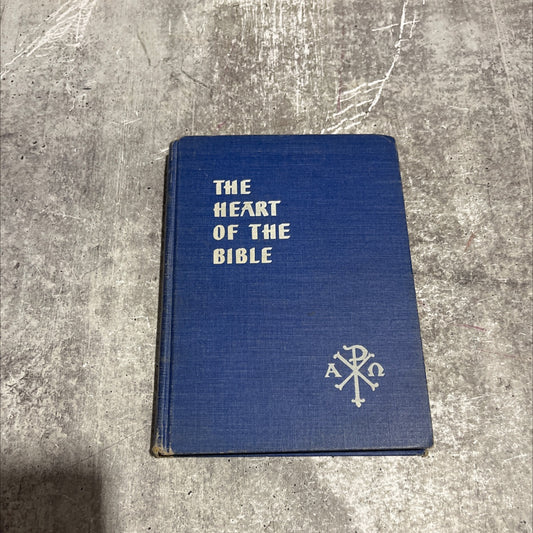 THE
HEART
OF THE
BIBLE
Α☧Ω